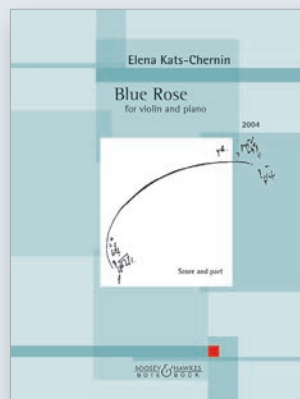 Elena Kats-Chernin
Blue Rose
for violin and piano
2004
Score and part
BOOSEY & HAWKES
BOTE & BOCK